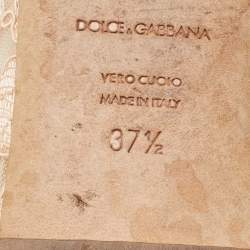 DOLCE & GABBANA
VERO CUOIO
MADE IN ITALY
37½